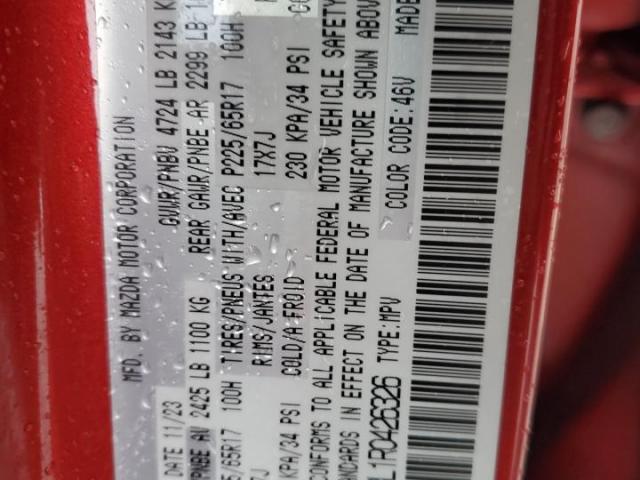 MFD. BY MAZDA MOTOR CORPORATION
DATE 11/23 GVWR/PNBV 4724 LB 2143 K
PNBE AV 2425 LB 1100 KG REAR GAWR/PNBE AR 2299 LB
65R17 100H TIRES/PNEUS WITH/AVEC P225/65R17 100H
7J RIMS/JANTES 17X7J
KPA/34 PSI COLD/A FROID 230 KPA/34 PSI
CONFORMS TO ALL APPLICABLE FEDERAL MOTOR VEHICLE SAFETY
STANDARDS IN EFFECT ON THE DATE OF MANUFACTURE SHOWN ABOVE
L1R0426326 TYPE:MPV COLOR CODE:46V MADE